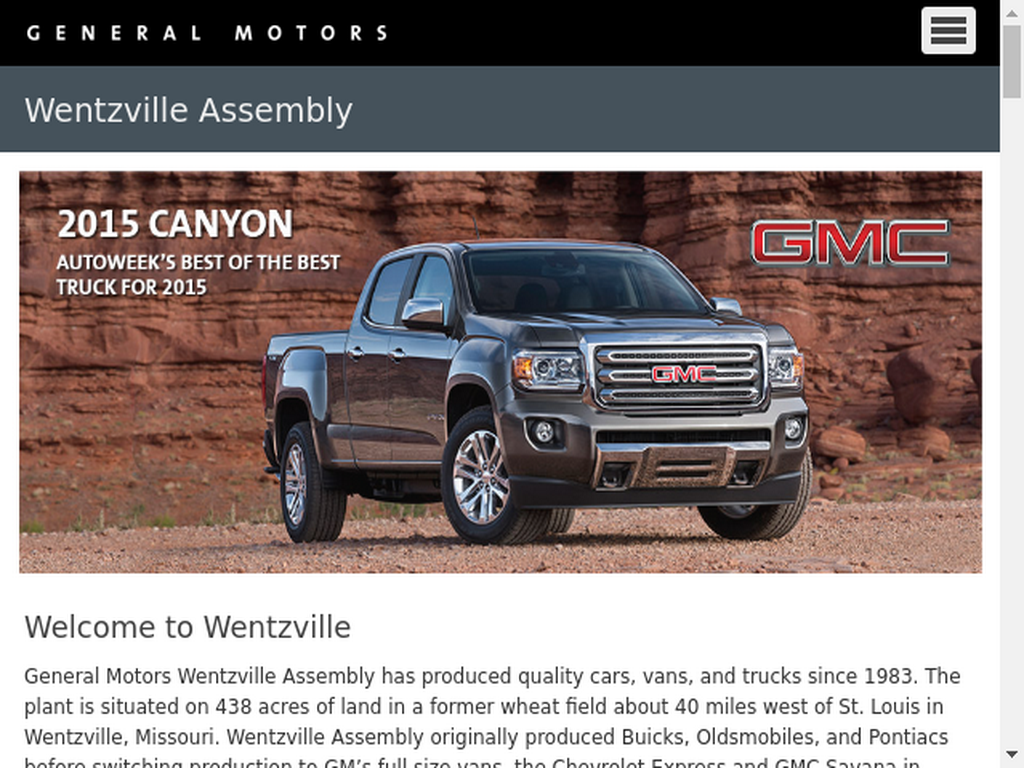 GENERAL MOTORS
Wentzville Assembly
2015 CANYON
AUTOWEEK'S BEST OF THE BEST
TRUCK FOR 2015
GMC
GMC
Welcome to Wentzville
General Motors Wentzville Assembly has produced quality cars, vans, and trucks since 1983. The
plant is situated on 438 acres of land in a former wheat field about 40 miles west of St. Louis in
Wentzville, Missouri. Wentzville Assembly originally produced Buicks, Oldsmobiles, and Pontiacs
before switching production to GM’s full size vans, the Chevrolet Express and GMC Savana in